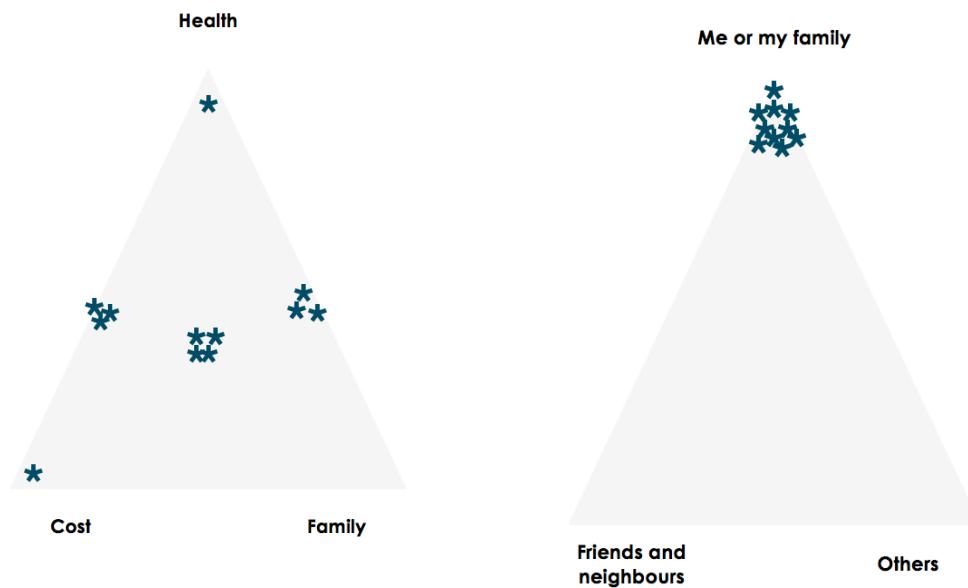 Health
Me or my family
Cost
Family
Friends and
neighbours
Others